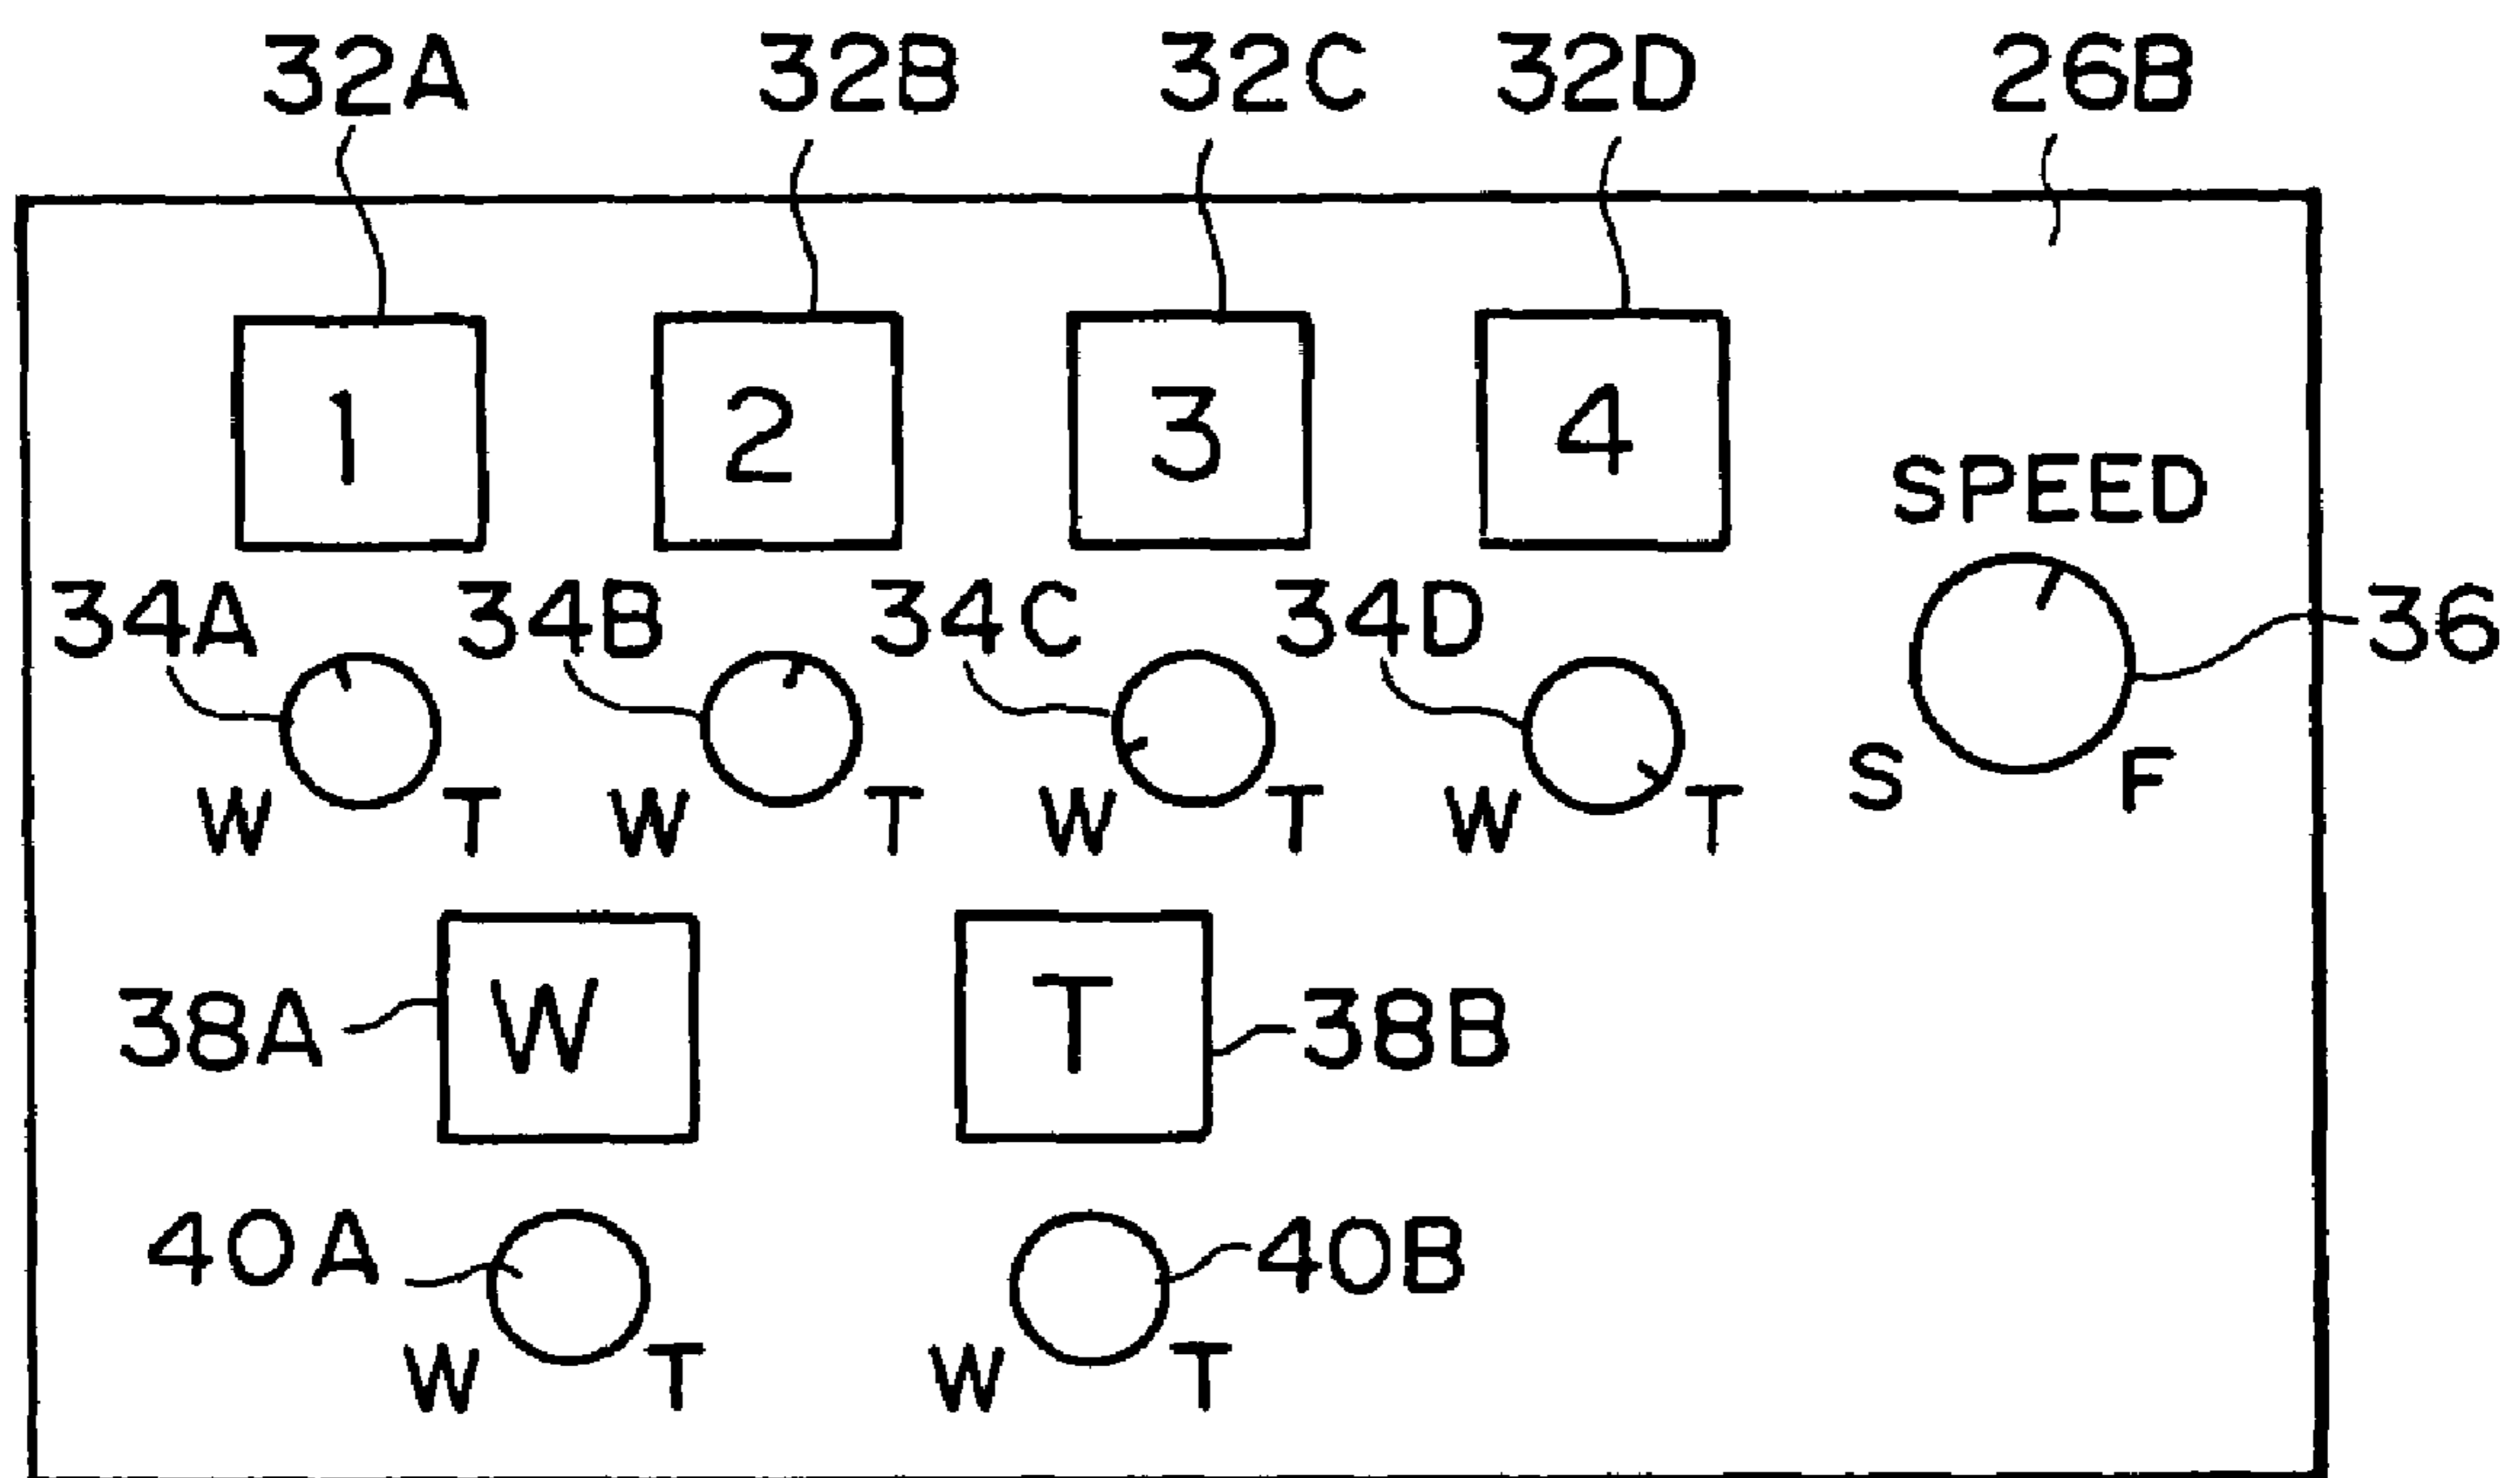 32A 32B 32C 32D 26B
1 2 3 4
SPEED
34A 34B 34C 34D 36
S F
W T W T W T W T
W T
38A 38B
40A 40B
W T W T